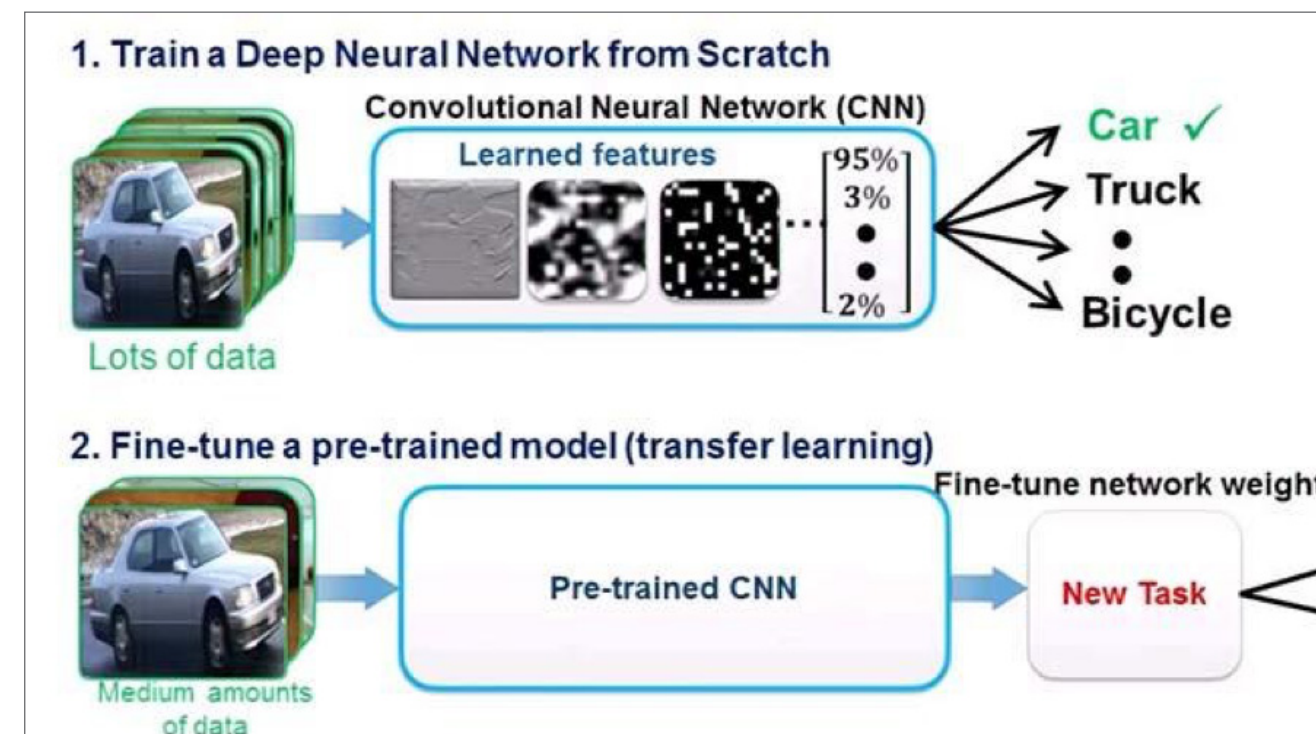 1. Train a Deep Neural Network from Scratch
Convolutional Neural Network (CNN)
Learned features
95%
3%
2%
Car ✓
Truck
Bicycle
Lots of data
2. Fine-tune a pre-trained model (transfer learning)
Fine-tune network weight
Pre-trained CNN
New Task
Medium amounts
of data